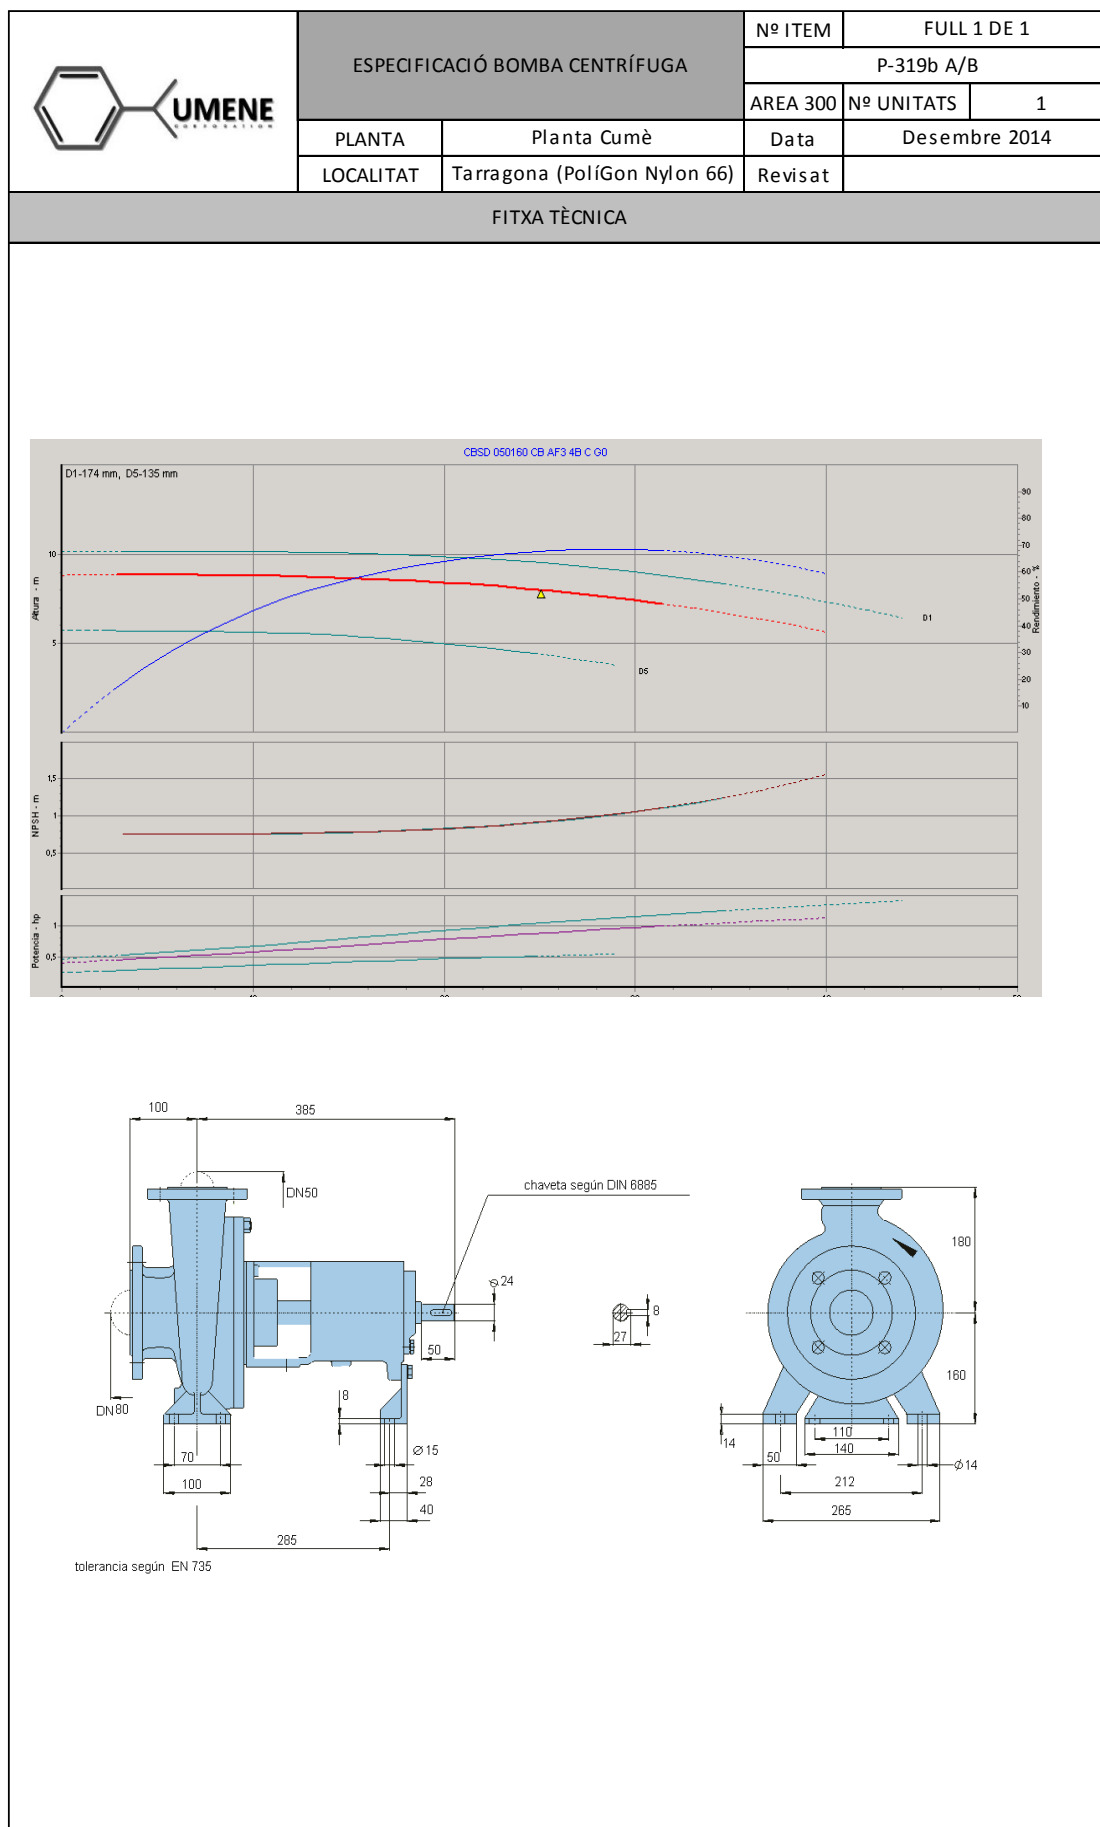 UMENE
CORPORATION
ESPECIFICACIÓ BOMBA CENTRÍFUGA
Nº ITEM
FULL 1 DE 1
P-319b A/B
AREA 300
Nº UNITATS
1
PLANTA
Planta Cumè
Data
Desembre 2014
LOCALITAT
Tarragona (PolíGon Nylon 66)
Revisat
FITXA TÈCNICA
CBSD 050160 CB AF3 4B C G0
D1-174 mm, D5-135 mm
Altura - m
10
5
90
80
70
60
50
40
30
20
10
Rendimiento - %
D1
D5
NPSH - m
1,5
1
0,5
Potencia - hp
1
0,5
100
385
DN50
chaveta según DIN 6885
180
⌀24
8
27
50
160
DN80
8
14
110
⌀15
140
50
⌀14
70
28
212
100
40
265
285
tolerancia según EN 735